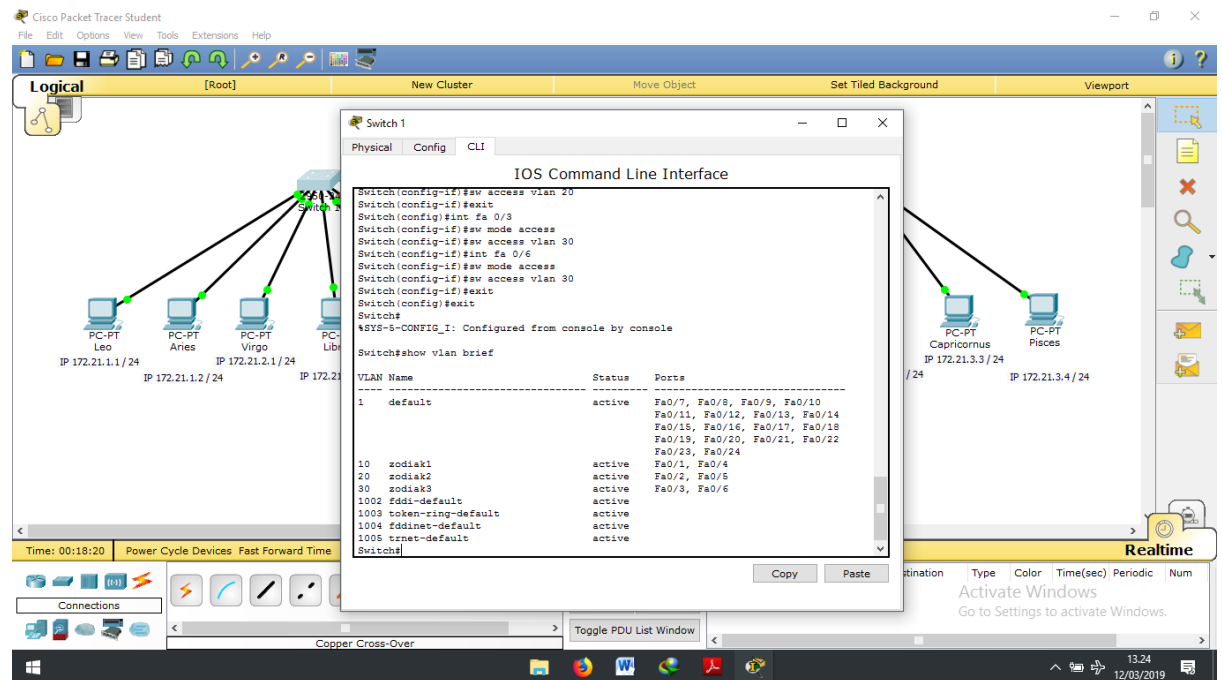 Cisco Packet Tracer Student
File Edit Options View Tools Extensions Help
Logical [Root] New Cluster Move Object Set Tiled Background Viewport
Switch 1
Physical Config CLI
IOS Command Line Interface
Switch(config-if)#sw access vlan 20
Switch(config-if)#exit
Switch(config)#int fa 0/3
Switch(config-if)#sw mode access
Switch(config-if)#sw access vlan 30
Switch(config-if)#int fa 0/6
Switch(config-if)#sw mode access
Switch(config-if)#sw access vlan 30
Switch(config-if)#exit
Switch(config)#exit
Switch#
%SYS-5-CONFIG_I: Configured from console by console
Switch#show vlan brief
VLAN Name Status Ports
---- -------------------------------- --------- -------------------------------
1 default active Fa0/7, Fa0/8, Fa0/9, Fa0/10
Fa0/11, Fa0/12, Fa0/13, Fa0/14
Fa0/15, Fa0/16, Fa0/17, Fa0/18
Fa0/19, Fa0/20, Fa0/21, Fa0/22
Fa0/23, Fa0/24
10 zodiak1 active Fa0/1, Fa0/4
20 zodiak2 active Fa0/2, Fa0/5
30 zodiak3 active Fa0/3, Fa0/6
1002 fddi-default active
1003 token-ring-default active
1004 fddinet-default active
1005 trnet-default active
Switch#
Copy Paste
Switch
PC-PT
Leo
IP 172.21.1.1 / 24
PC-PT
Aries
IP 172.21.1.2 / 24
PC-PT
Virgo
IP 172.21.2.1 / 24
PC-
Libr
IP 172.21
PC-PT
Capricornus
IP 172.21.3.3 / 24
/ 24
PC-PT
Pisces
IP 172.21.3.4 / 24
Time: 00:18:20 Power Cycle Devices Fast Forward Time Realtime
Connections
Copper Cross-Over
Toggle PDU List Window
stination Type Color Time(sec) Periodic Num
Activate Windows
Go to Settings to activate Windows.
13.24
12/03/2019